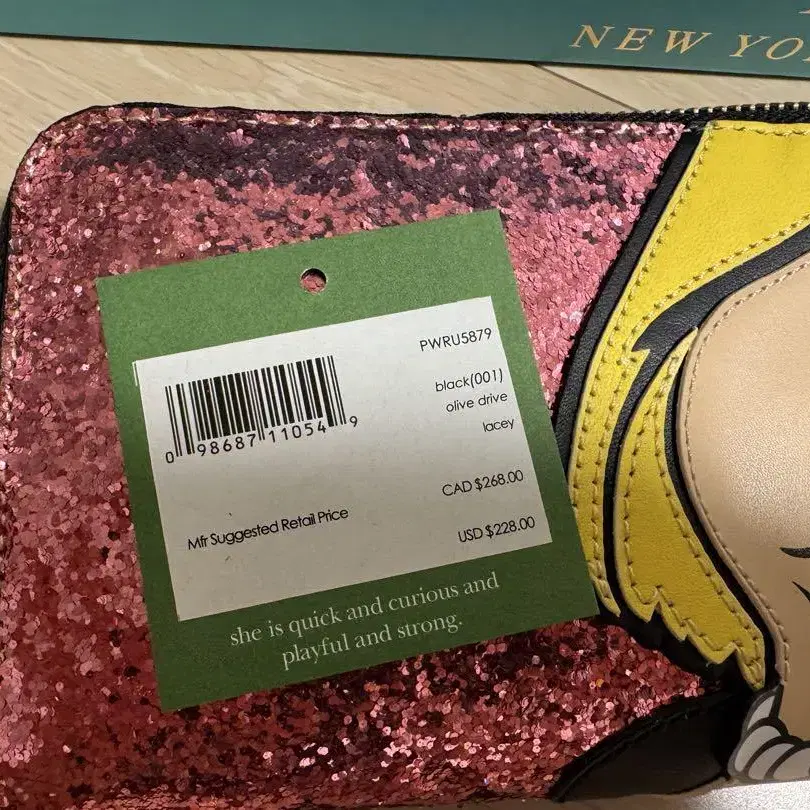 NEW YO
PWRU5879
black(001)
olive drive
lacey
0 98687 11054 9
CAD $268.00
Mfr Suggested Retail Price
USD $228.00
she is quick and curious and
playful and strong.